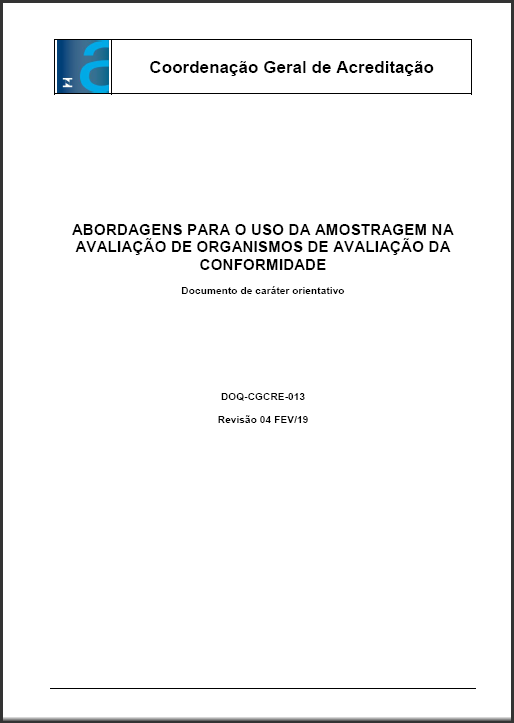 Coordenação Geral de Acreditação
ABORDAGENS PARA O USO DA AMOSTRAGEM NA
AVALIAÇÃO DE ORGANISMOS DE AVALIAÇÃO DA
CONFORMIDADE
Documento de caráter orientativo
DOQ-CGCRE-013
Revisão 04 FEV/19